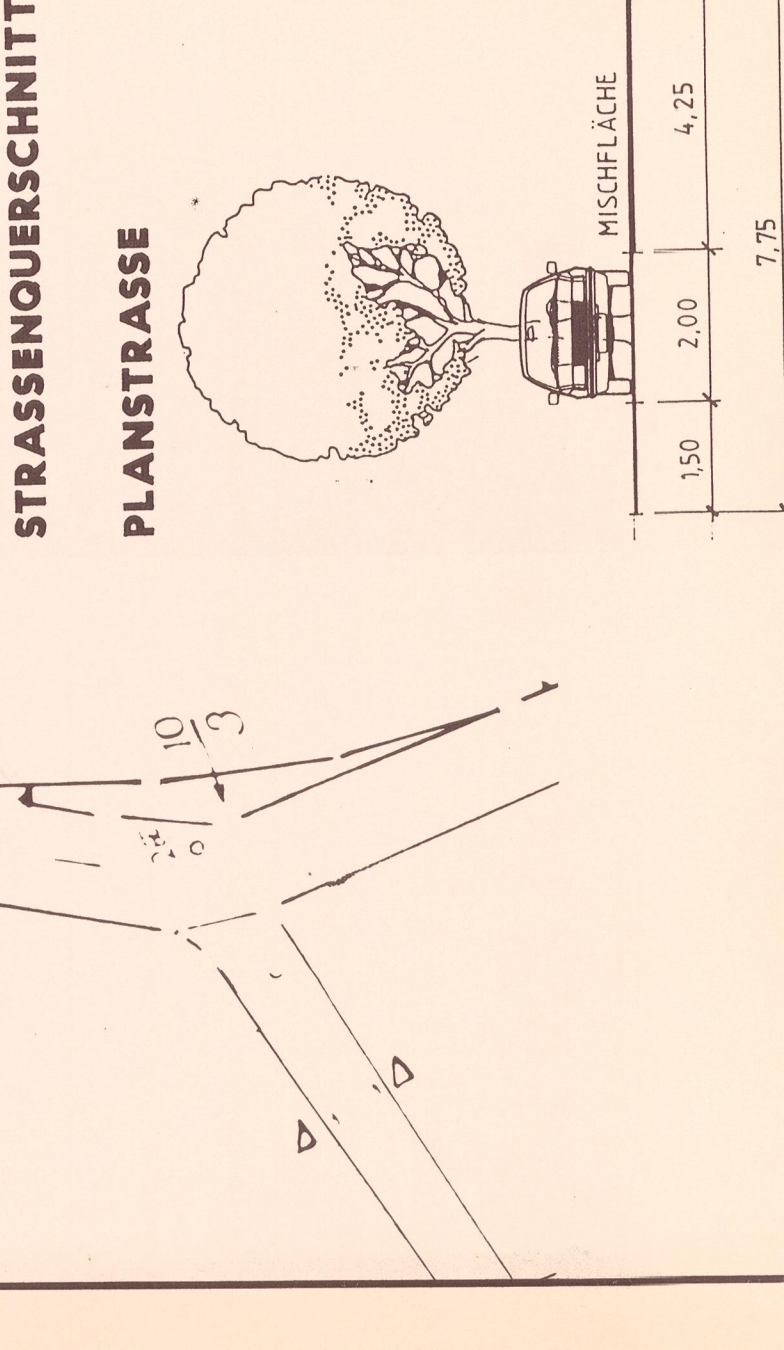 STRASSENQUERSCHNITT
PLANSTRASSE
MISCHFLÄCHE
1,50 2,00 4,25
7,75
10
3